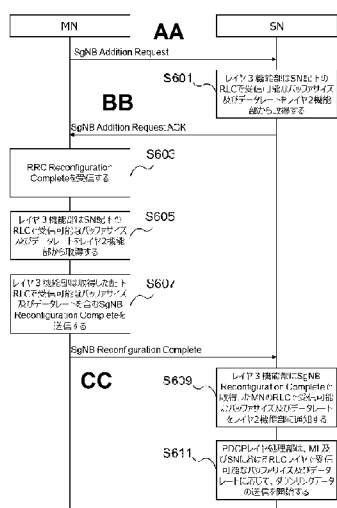 MN
SN
AA
SgNB Addition Request
S601
レイヤ3機能部はSN配下の
RLCで受信可能なバッファサイズ
及びデータレートをレイヤ2機能
部から取得する
BB
SgNB Addition Request ACK
S603
RRC Reconfiguration
Completeを受信する
S605
レイヤ3機能部はSN配下の
RLCで受信可能なバッファサイズ
及びデータレートをレイヤ2機能
部から取得する
S607
レイヤ3機能部は取得した配下
RLCで受信可能なバッファサイズ
及びデータレートを含むSgNB
Reconfiguration Completeを
送信する
SgNB Reconfiguration Complete
CC
S609
レイヤ3機能部はSgNB
Reconfiguration Completeで
取得したMNのRLCで受信可能
なバッファサイズ及びデータレート
をレイヤ2機能部に通知する
S611
PDCPレイヤ処理部は、MN及
びSNにおけるRLCレイヤで受信
可能なバッファサイズ及びデータ
レートに応じて、ダウンリンクデータ
の送信を開始する